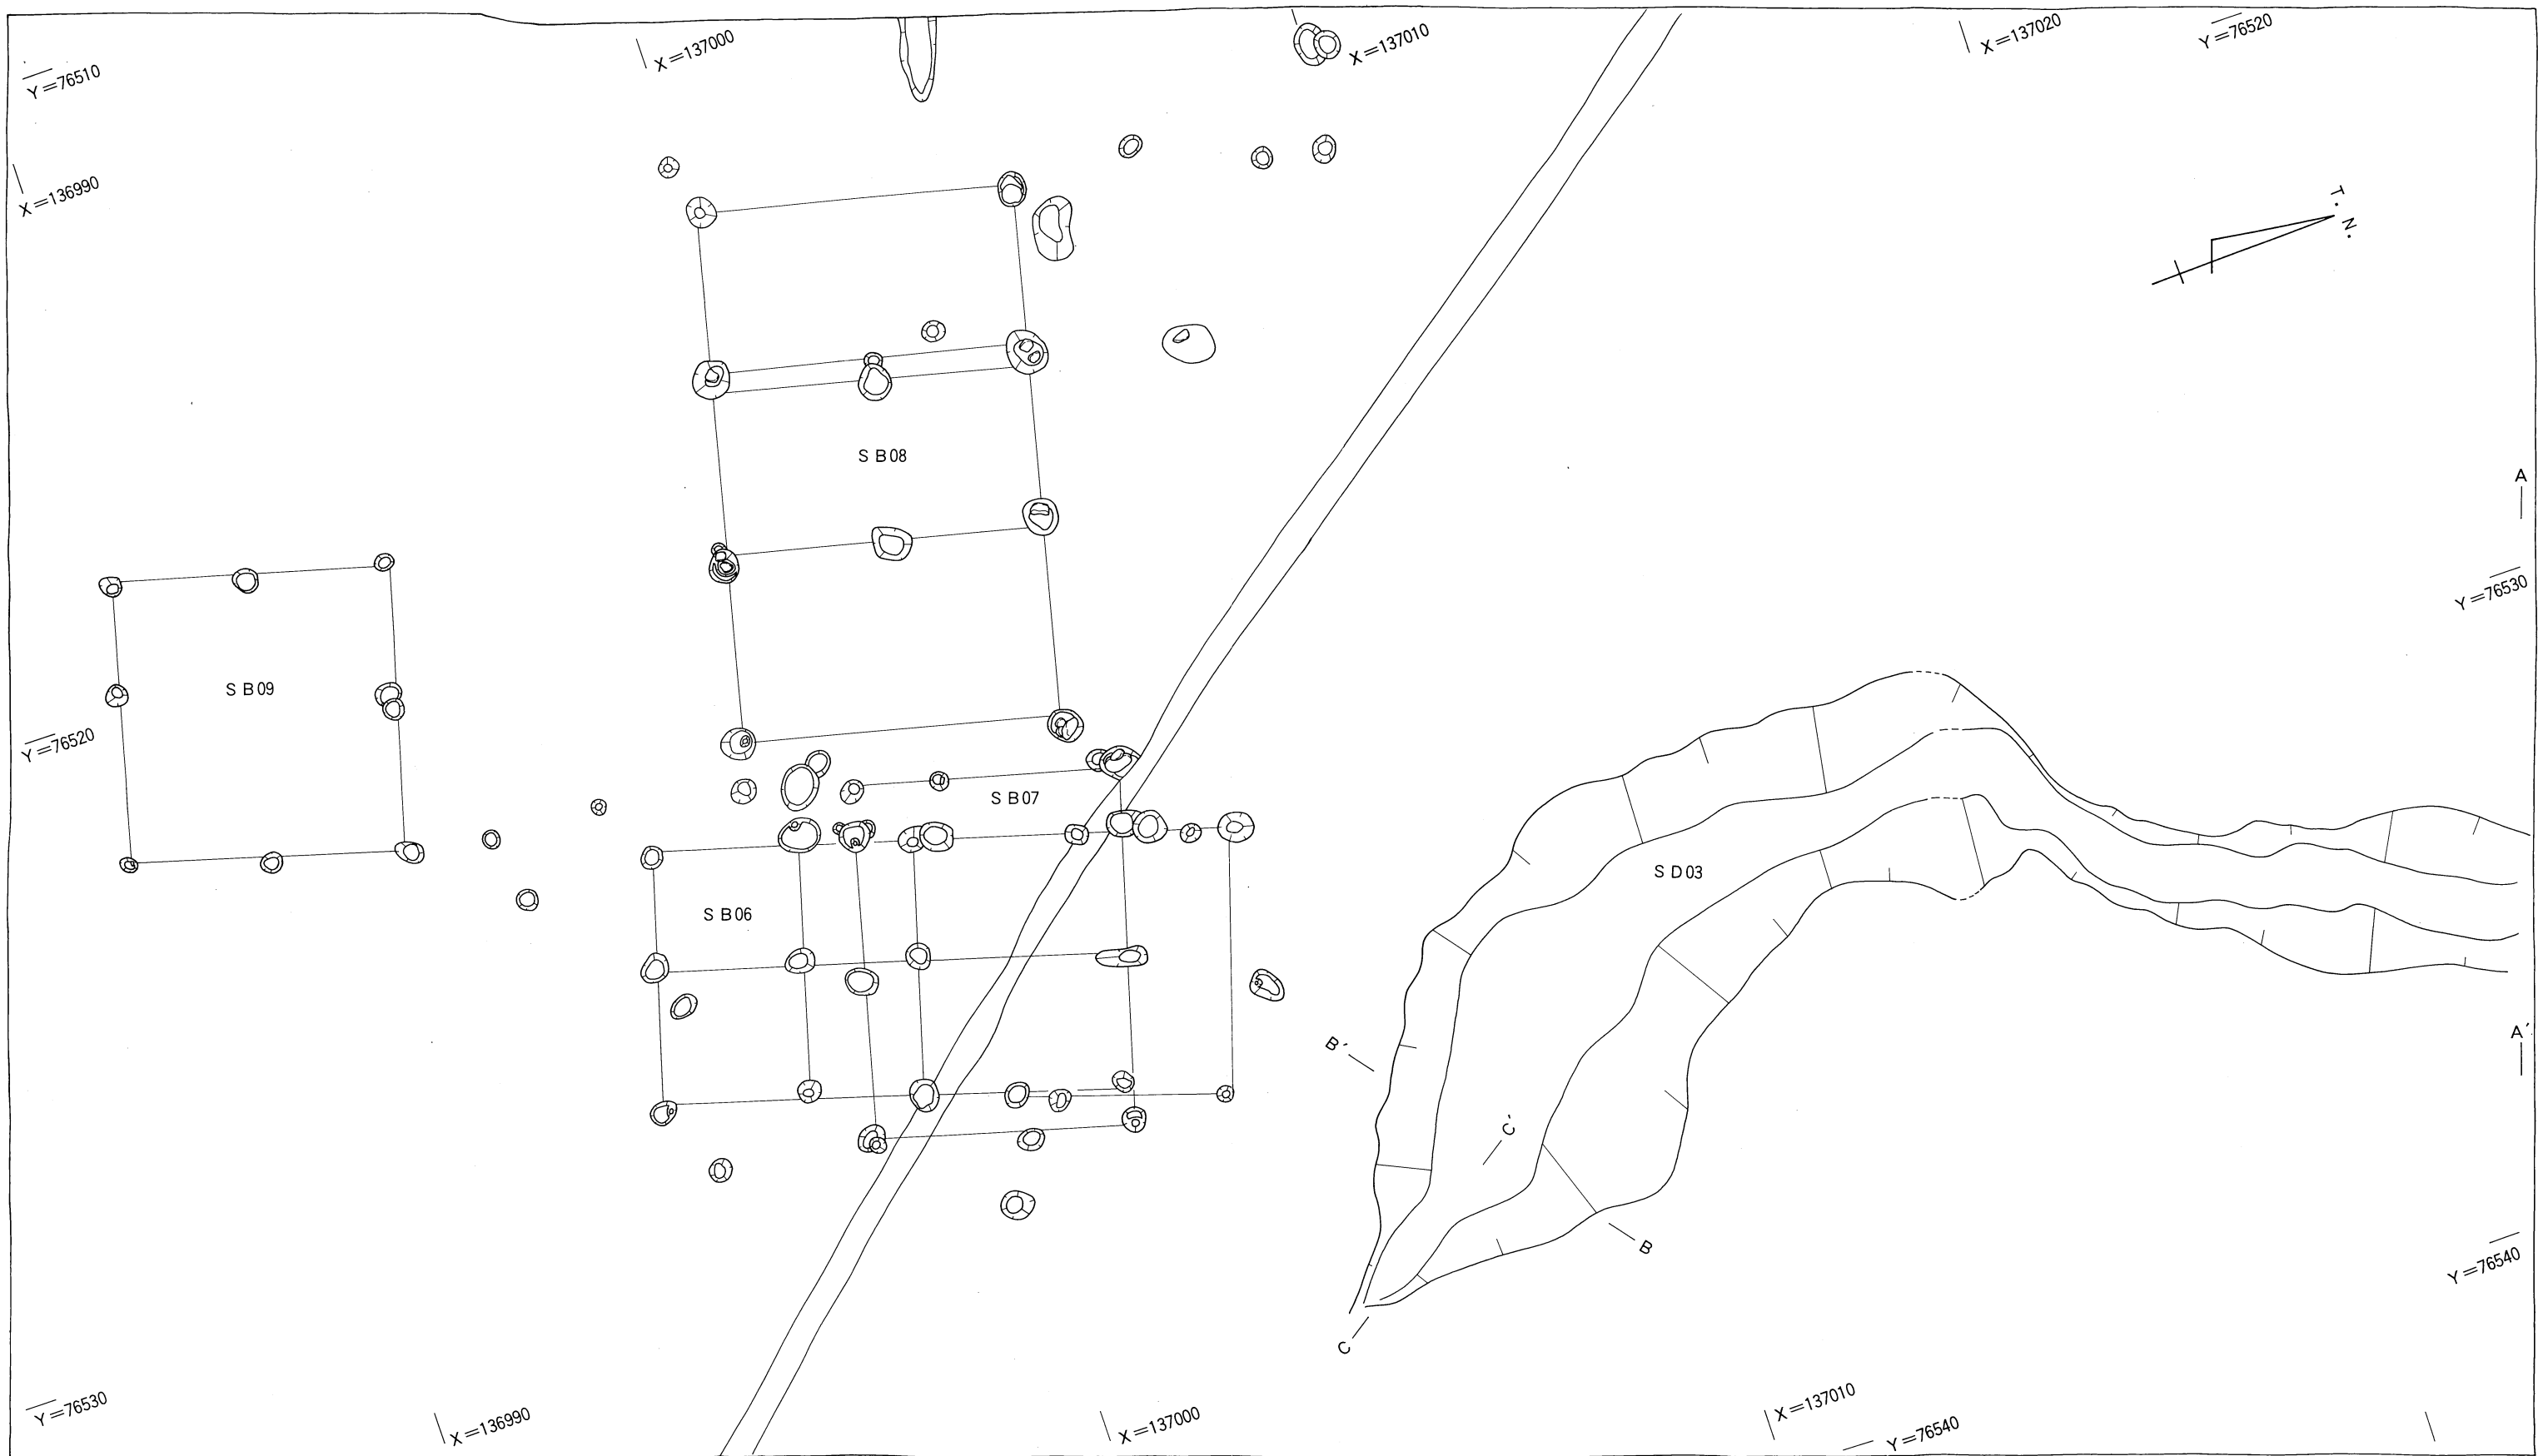 Y=76510
X=137000
X=137010
X=137020
Y=76520
X=136990
T.N.
SB08
A
Y=76530
SB09
Y=76520
SB07
SD03
SB06
B'
A'
C'
B
Y=76540
C
Y=76530
X=136990
X=137000
X=137010
Y=76540